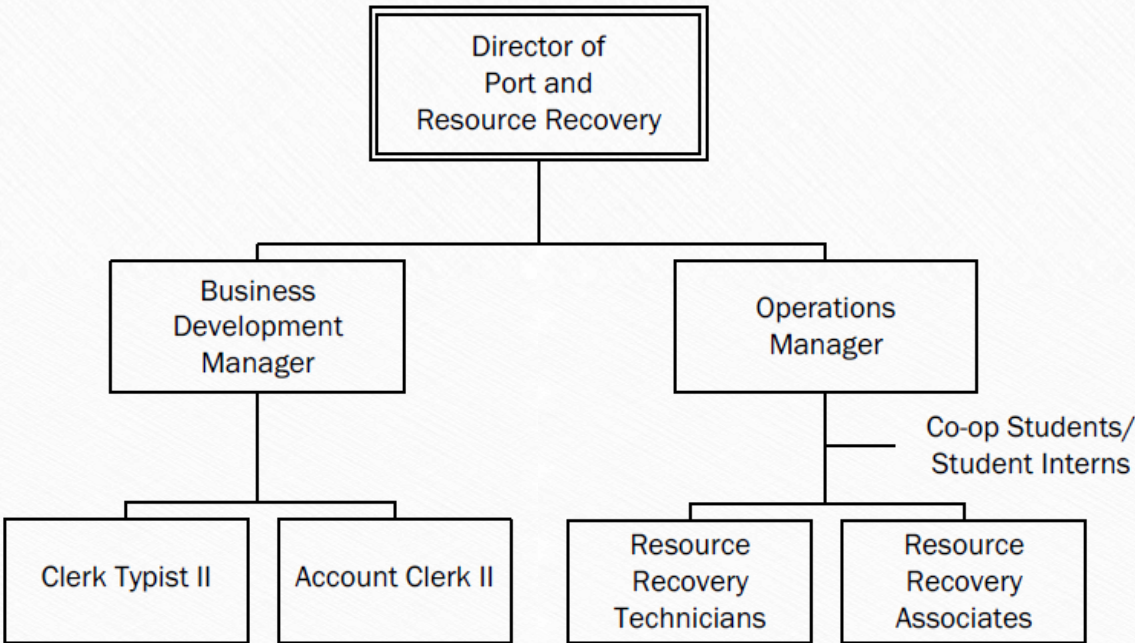 Director of
Port and
Resource Recovery
Business
Development
Manager
Operations
Manager
Co-op Students/
Student Interns
Clerk Typist II
Account Clerk II
Resource
Recovery
Technicians
Resource
Recovery
Associates